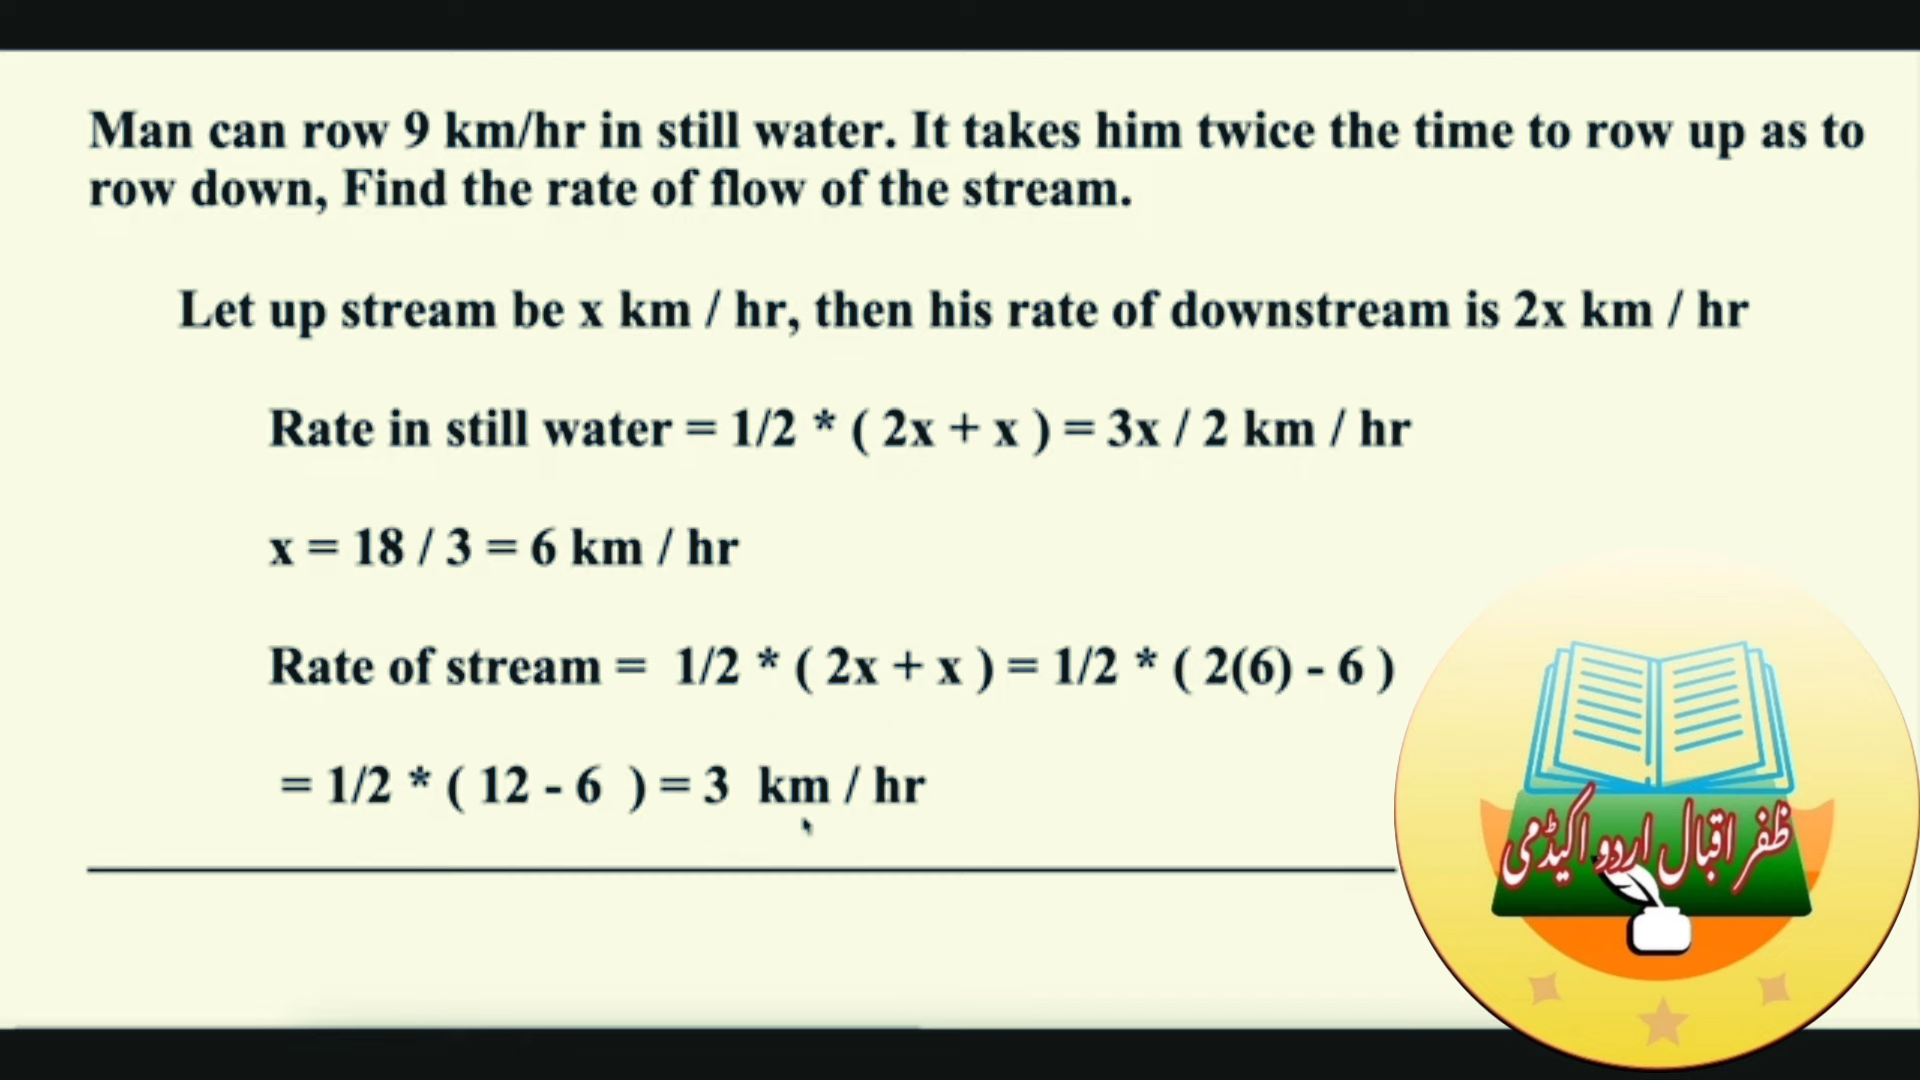 Man can row 9 km/hr in still water. It takes him twice the time to row up as to
row down, Find the rate of flow of the stream.
Let up stream be x km / hr, then his rate of downstream is 2x km / hr
Rate in still water = 1/2 * ( 2x + x ) = 3x / 2 km / hr
x = 18 / 3 = 6 km / hr
Rate of stream = 1/2 * ( 2x + x ) = 1/2 * ( 2(6) - 6 )
= 1/2 * ( 12 - 6 ) = 3 km / hr
ظفر اقبال اردو اکیڈمی